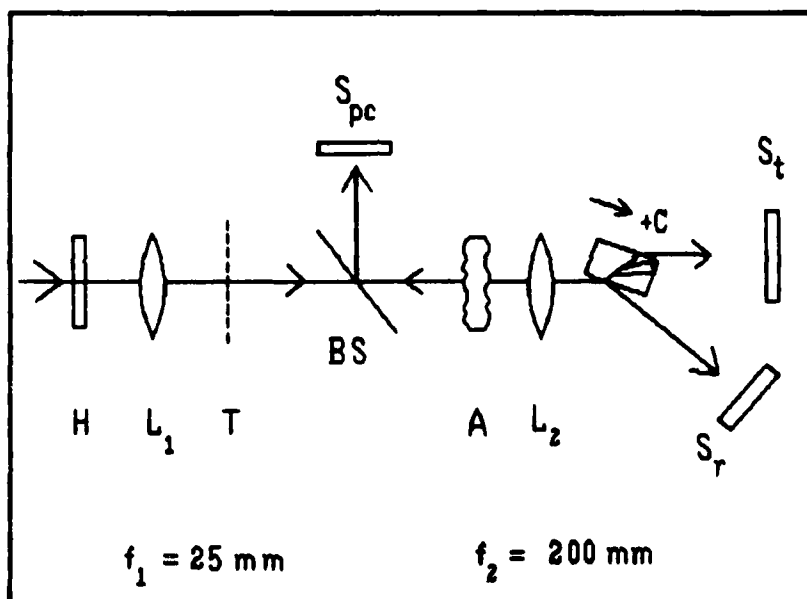 S_pc
S_t
+C
BS
H L_1 T A L_2
S_r
f_1 = 25 mm f_2 = 200 mm